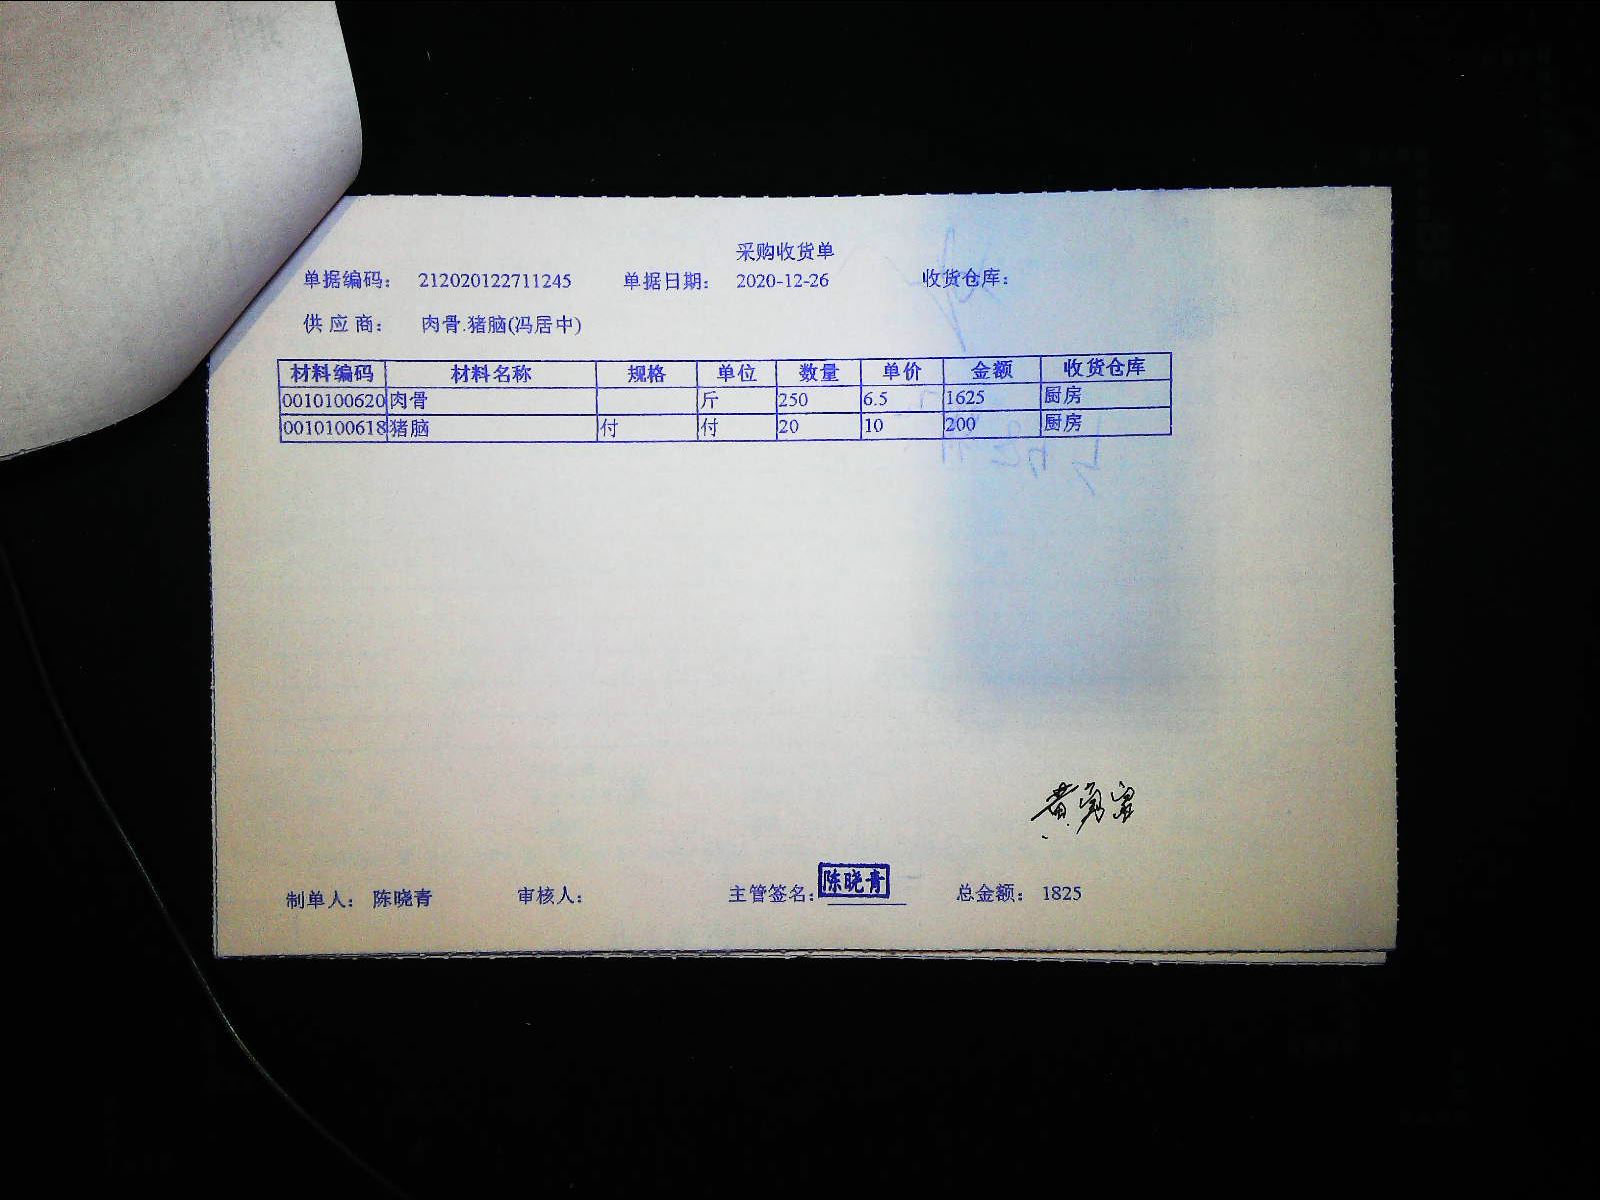 采购收货单
单据编码： 212020122711245 单据日期： 2020-12-26 收货仓库：
供应商： 肉骨.猪脑(冯居中)
材料编码 材料名称 规格 单位 数量 单价 金额 收货仓库
0010100620 肉骨 斤 250 6.5 1625 厨房
0010100618 猪脑 付 付 20 10 200 厨房
制单人： 陈晓青 审核人： 主管签名： 陈晓青 总金额： 1825